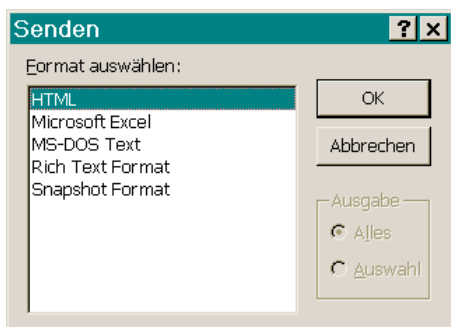 Senden
Format auswählen:
HTML
Microsoft Excel
MS-DOS Text
Rich Text Format
Snapshot Format
OK
Abbrechen
Ausgabe
Alles
Auswahl